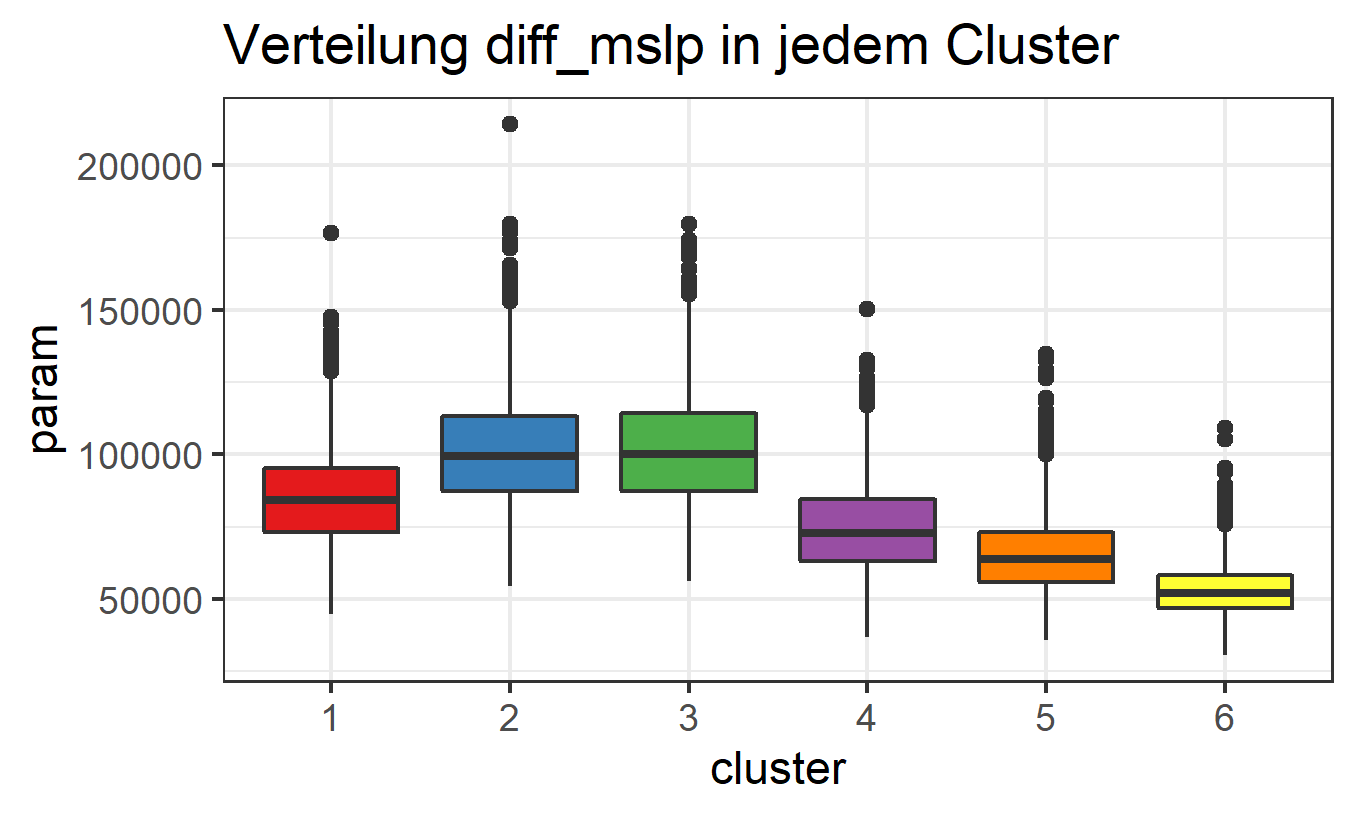 Verteilung diff_mslp in jedem Cluster
200000
150000
100000
50000
param
1 2 3 4 5 6
cluster